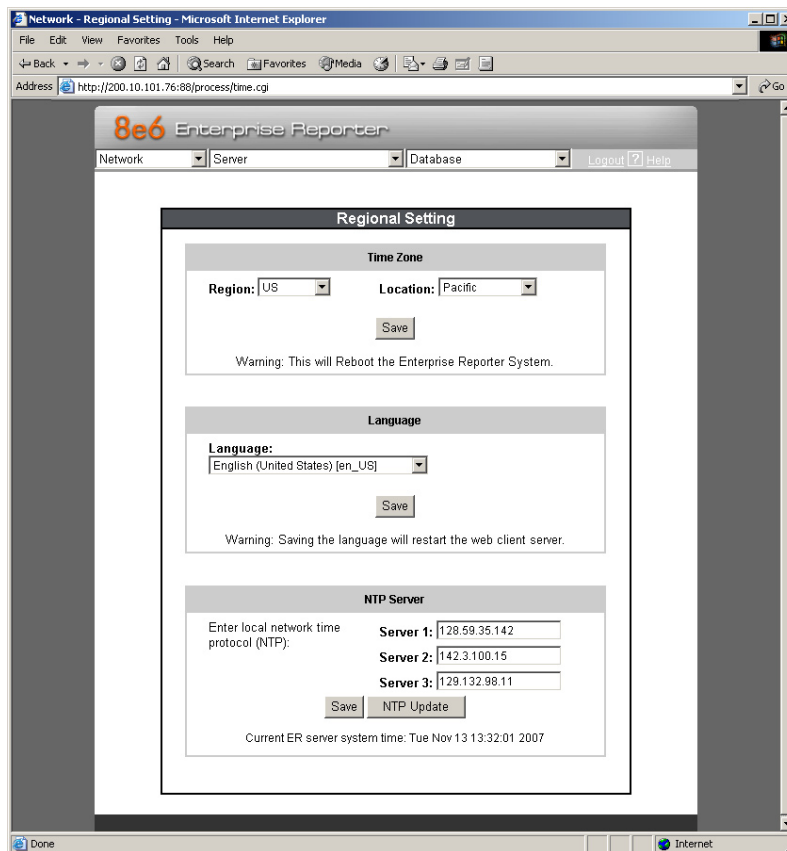 Network - Regional Setting - Microsoft Internet Explorer
File Edit View Favorites Tools Help
Back Search Favorites Media
Address http://200.10.101.76:88/process/time.cgi Go
8e6 Enterprise Reporter
Network Server Database Logout ? Help
Regional Setting
Time Zone
Region: US Location: Pacific
Save
Warning: This will Reboot the Enterprise Reporter System.
Language
Language:
English (United States) [en_US]
Save
Warning: Saving the language will restart the web client server.
NTP Server
Enter local network time
protocol (NTP):
Server 1: 128.59.35.142
Server 2: 142.3.100.15
Server 3: 129.132.98.11
Save NTP Update
Current ER server system time: Tue Nov 13 13:32:01 2007
Done Internet